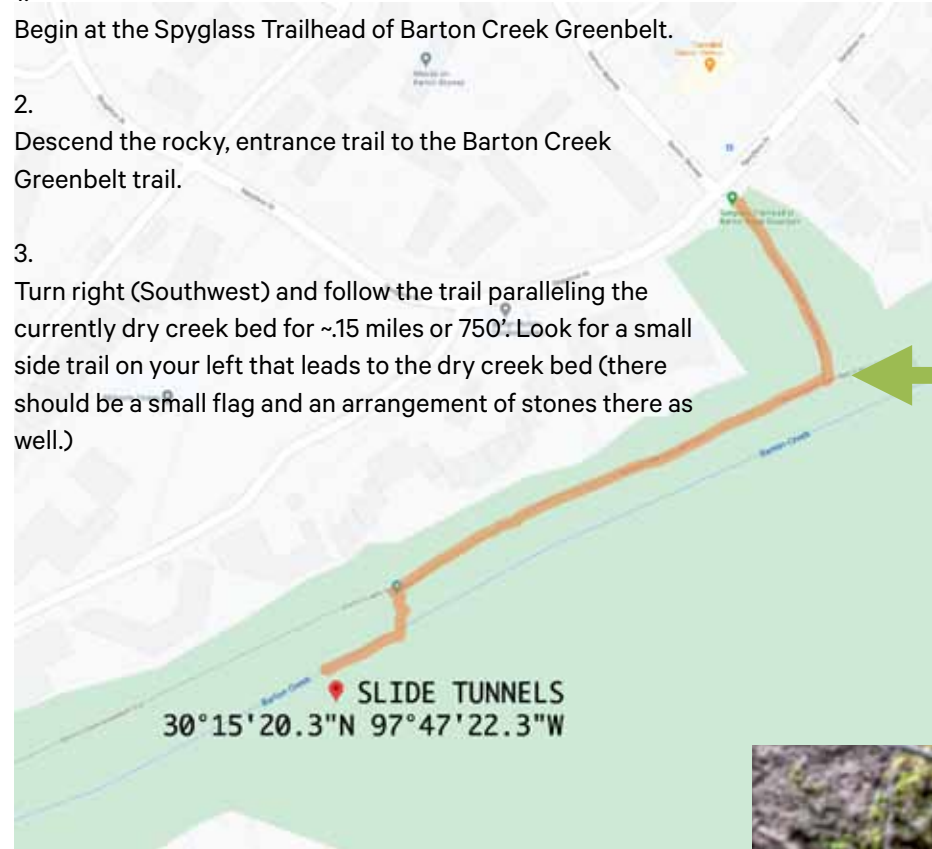 Begin at the Spyglass Trailhead of Barton Creek Greenbelt.
2.
Descend the rocky, entrance trail to the Barton Creek
Greenbelt trail.
3.
Turn right (Southwest) and follow the trail paralleling the
currently dry creek bed for ~.15 miles or 750’. Look for a small
side trail on your left that leads to the dry creek bed (there
should be a small flag and an arrangement of stones there as
well.)
Barton Creek
Barton Creek
SLIDE TUNNELS
30°15'20.3"N 97°47'22.3"W